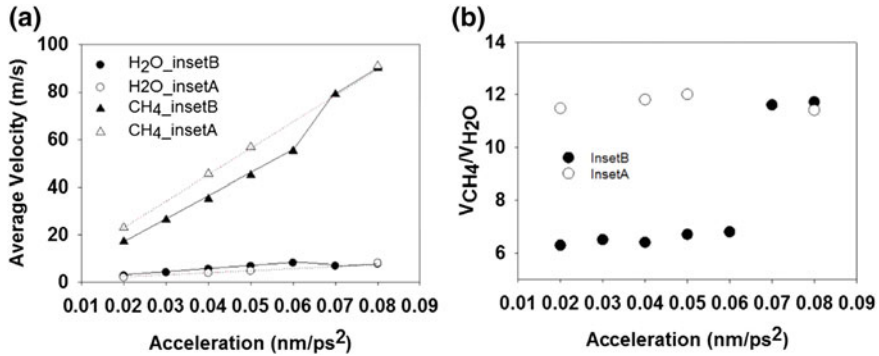 (a)
100
80
60
40
20
0
Average Velocity (m/s)
H2O_insetB
H2O_insetA
CH4_insetB
CH4_insetA
0.01 0.02 0.03 0.04 0.05 0.06 0.07 0.08 0.09
Acceleration (nm/ps2)
(b)
14
12
10
8
6
VCH4/VH2O
InsetB
InsetA
0.01 0.02 0.03 0.04 0.05 0.06 0.07 0.08 0.09
Acceleration (nm/ps2)